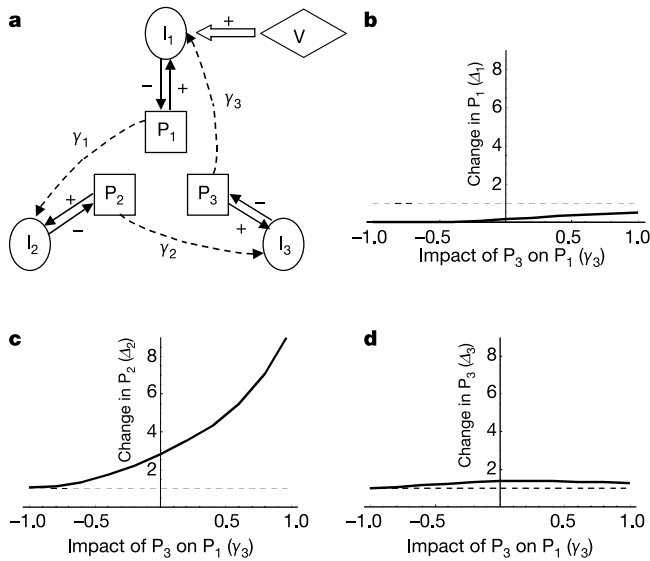 a
I₁
+
V
−
+
γ₃
P₁
γ₁
P₂
P₃
+
−
−
+
I₂
γ₂
I₃
b
Change in P₁ (Δ₁)
8
6
4
2
−1.0 −0.5 0 0.5 1.0
Impact of P₃ on P₁ (γ₃)
c
Change in P₂ (Δ₂)
8
6
4
2
−1.0 −0.5 0 0.5 1.0
Impact of P₃ on P₁ (γ₃)
d
Change in P₃ (Δ₃)
8
6
4
2
−1.0 −0.5 0 0.5 1.0
Impact of P₃ on P₁ (γ₃)